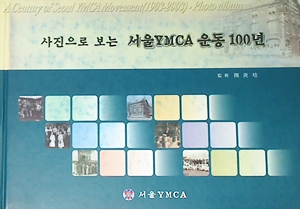 A Century of Seoul YMCA Movement(1903-2003) - Photo album
사진으로 보는 서울YMCA 운동 100년
서울YMCA